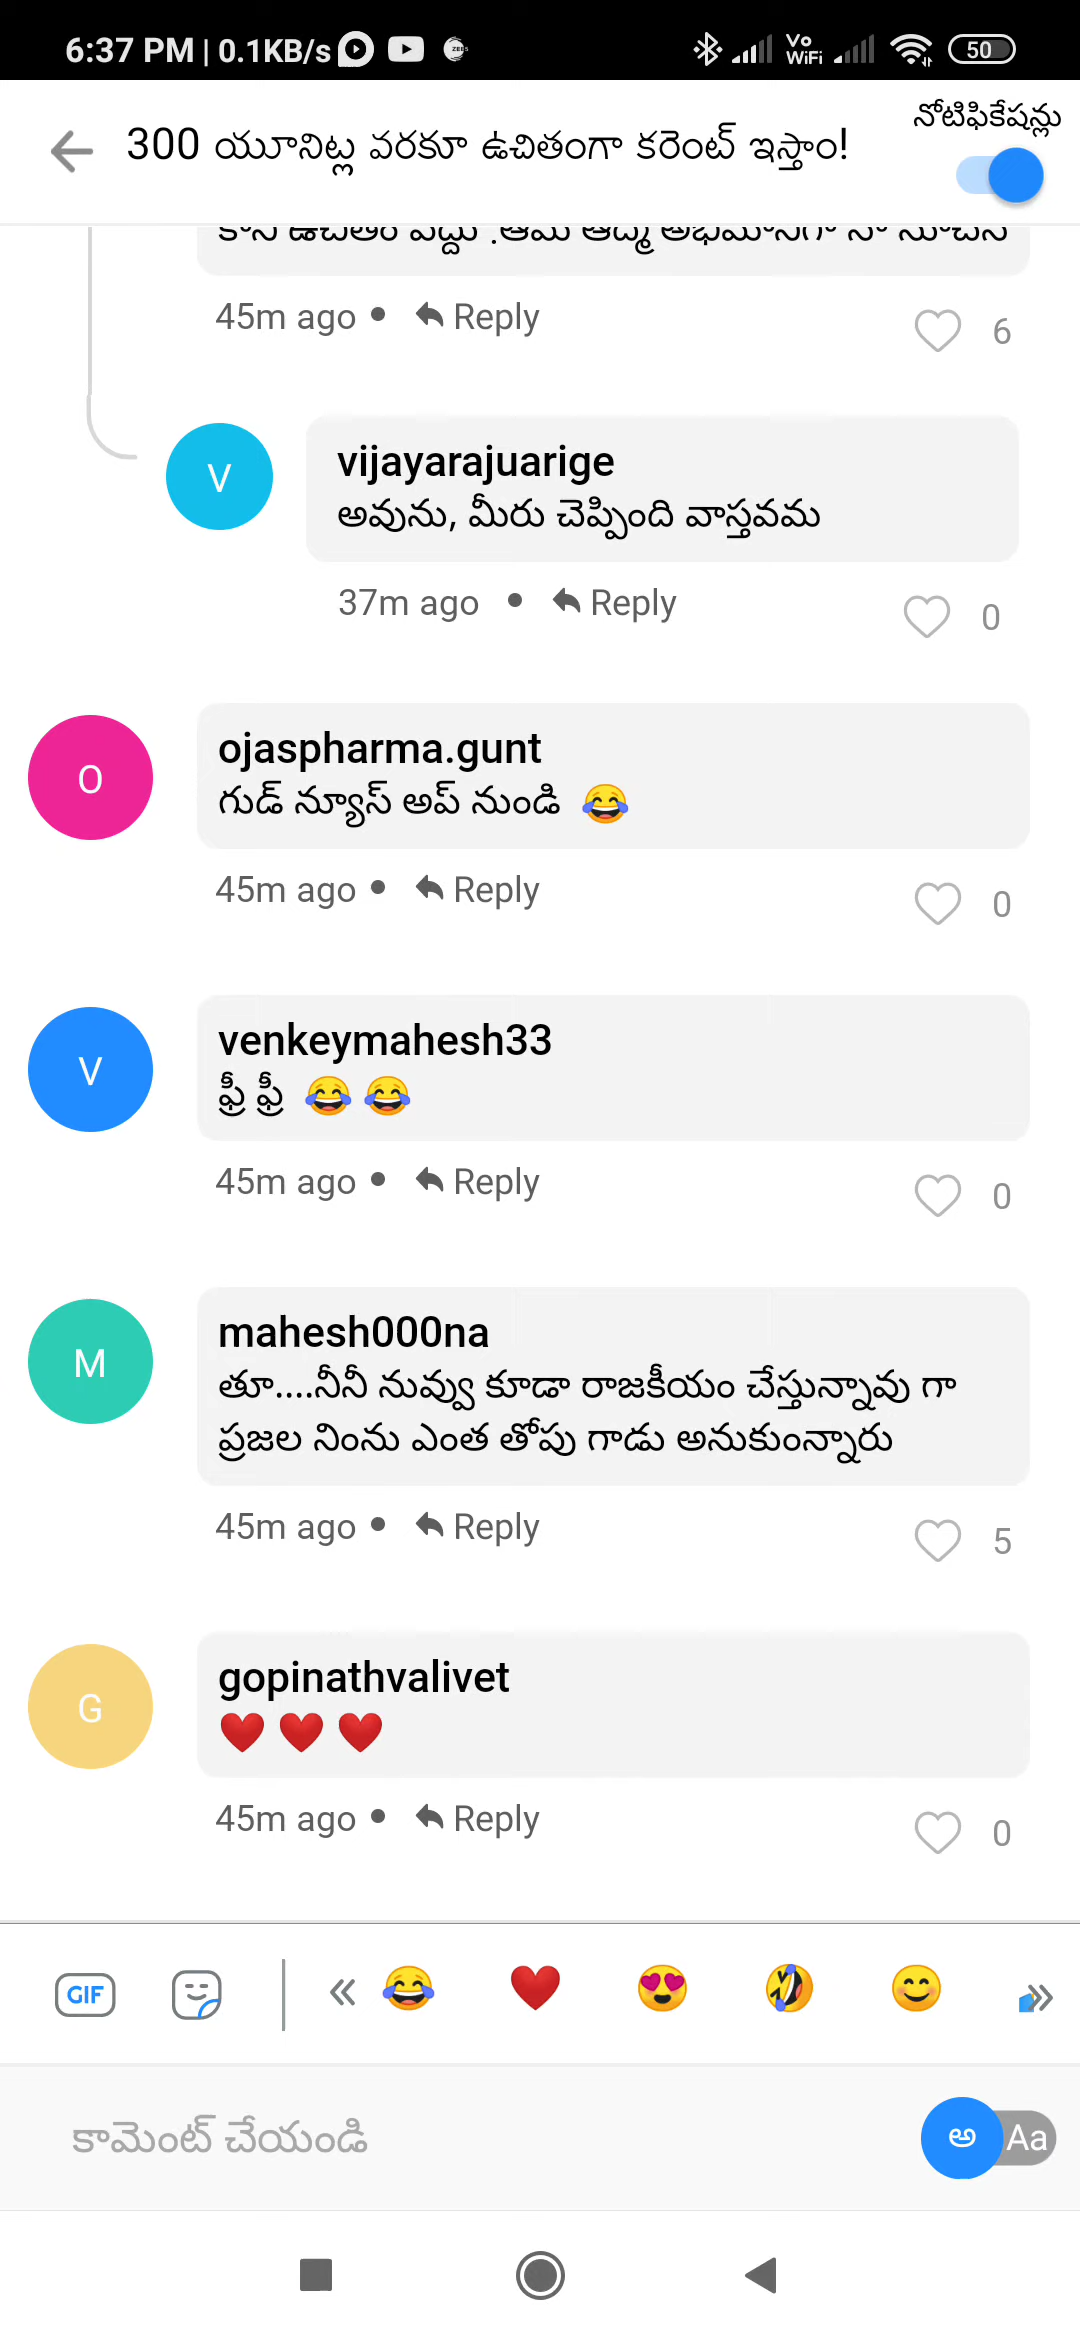 6:37 PM | 0.1KB/s
Vo WiFi
50
నోటిఫికేషన్లు
300 యూనిట్ల వరకూ ఉచితంగా కరెంట్ ఇస్తాం!
45m ago • Reply
6
V
vijayarajuarige
అవును, మీరు చెప్పింది వాస్తవమ
37m ago • Reply
0
O
ojaspharma.gunt
గుడ్ న్యూస్ అప్ నుండి 😂
45m ago • Reply
0
V
venkeymahesh33
ఫ్రీ ఫ్రీ 😂 😂
45m ago • Reply
0
M
mahesh000na
తూ....నీనీ నువ్వు కూడా రాజకీయం చేస్తున్నావు గా
ప్రజల నింను ఎంత తోపు గాడు అనుకుంన్నారు
45m ago • Reply
5
G
gopinathvalivet
❤️ ❤️ ❤️
45m ago • Reply
0
GIF
« 😂 ❤️ 😍 🤣 😊 »
కామెంట్ చేయండి
అ Aa